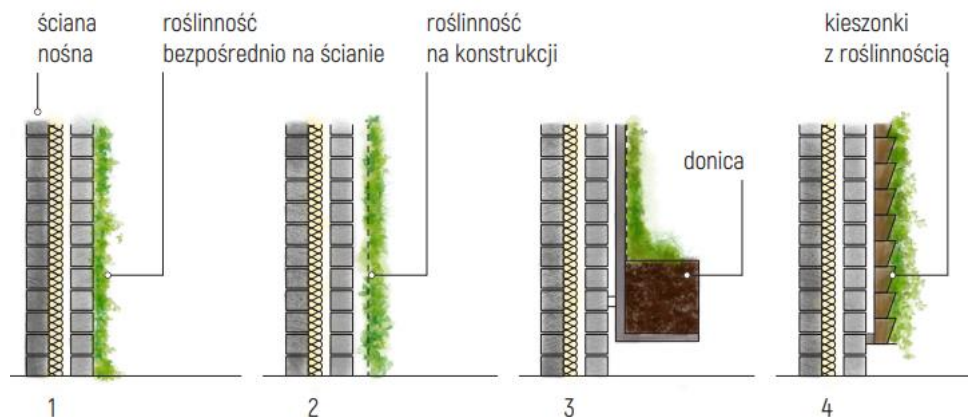 ściana
nośna
roślinność
bezpośrednio na ścianie
roślinność
na konstrukcji
kieszonki
z roślinnością
donica
1
2
3
4